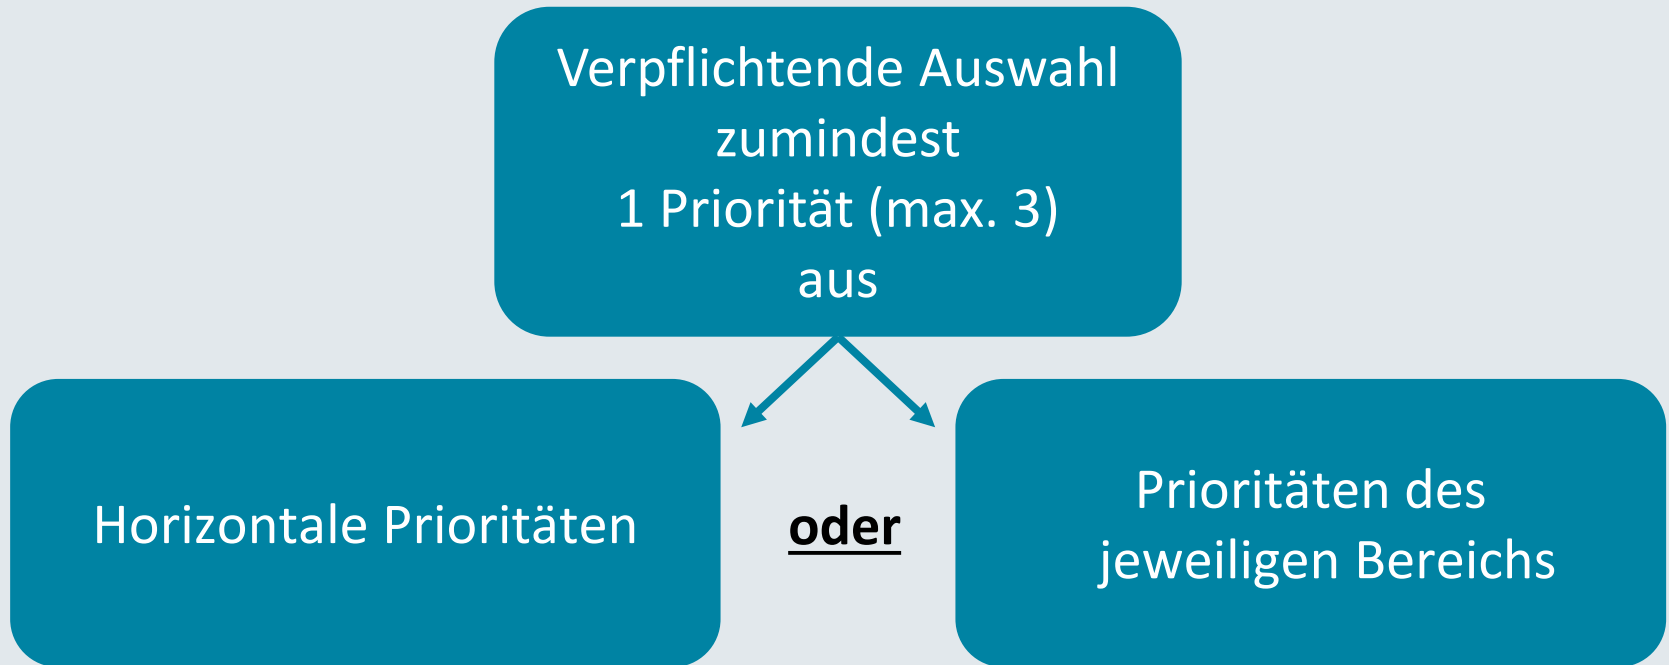 Verpflichtende Auswahl
zumindest
1 Priorität (max. 3)
aus
Horizontale Prioritäten
oder
Prioritäten des
jeweiligen Bereichs